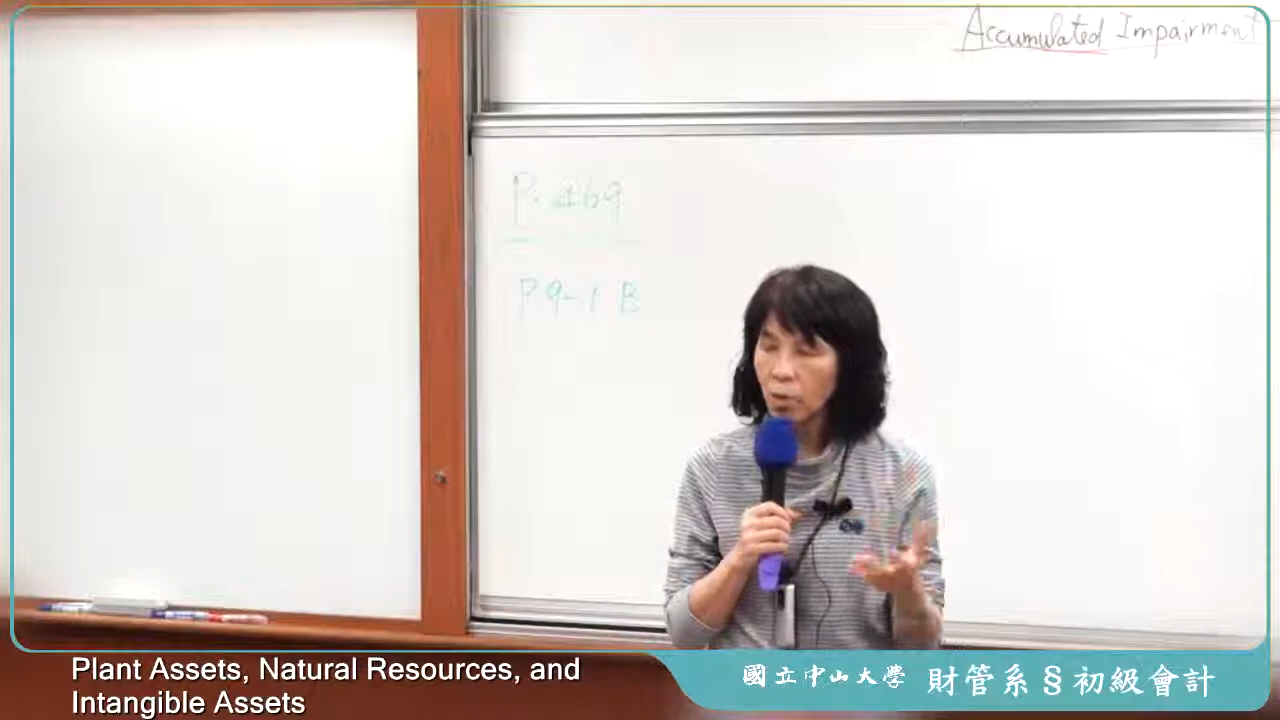 Accumulated Impairment
P. 469
P9-1 B
Plant Assets, Natural Resources, and
Intangible Assets
國立中山大學 財管系§初級會計